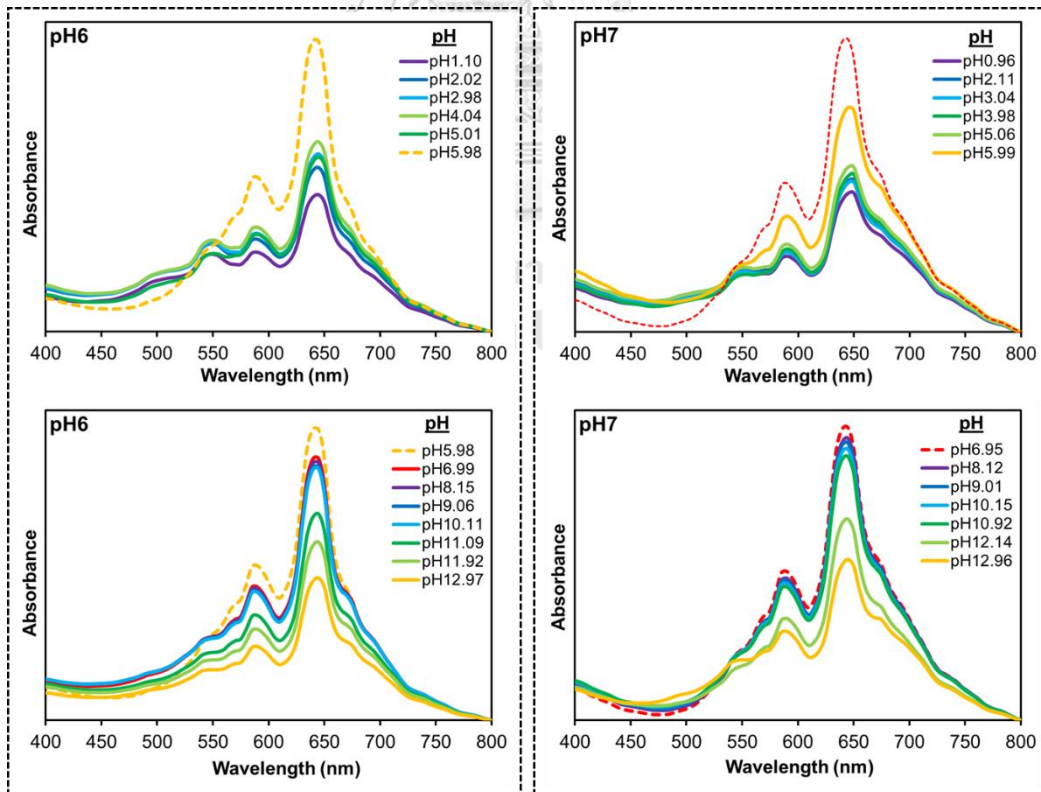 pH6
pH
pH1.10
pH2.02
pH2.98
pH4.04
pH5.01
pH5.98
Absorbance
400 450 500 550 600 650 700 750 800
Wavelength (nm)
pH7
pH
pH0.96
pH2.11
pH3.04
pH3.98
pH5.06
pH5.99
Absorbance
400 450 500 550 600 650 700 750 800
Wavelength (nm)
pH6
pH
pH5.98
pH6.99
pH8.15
pH9.06
pH10.11
pH11.09
pH11.92
pH12.97
Absorbance
400 450 500 550 600 650 700 750 800
Wavelength (nm)
pH7
pH
pH6.95
pH8.12
pH9.01
pH10.15
pH10.92
pH12.14
pH12.96
Absorbance
400 450 500 550 600 650 700 750 800
Wavelength (nm)